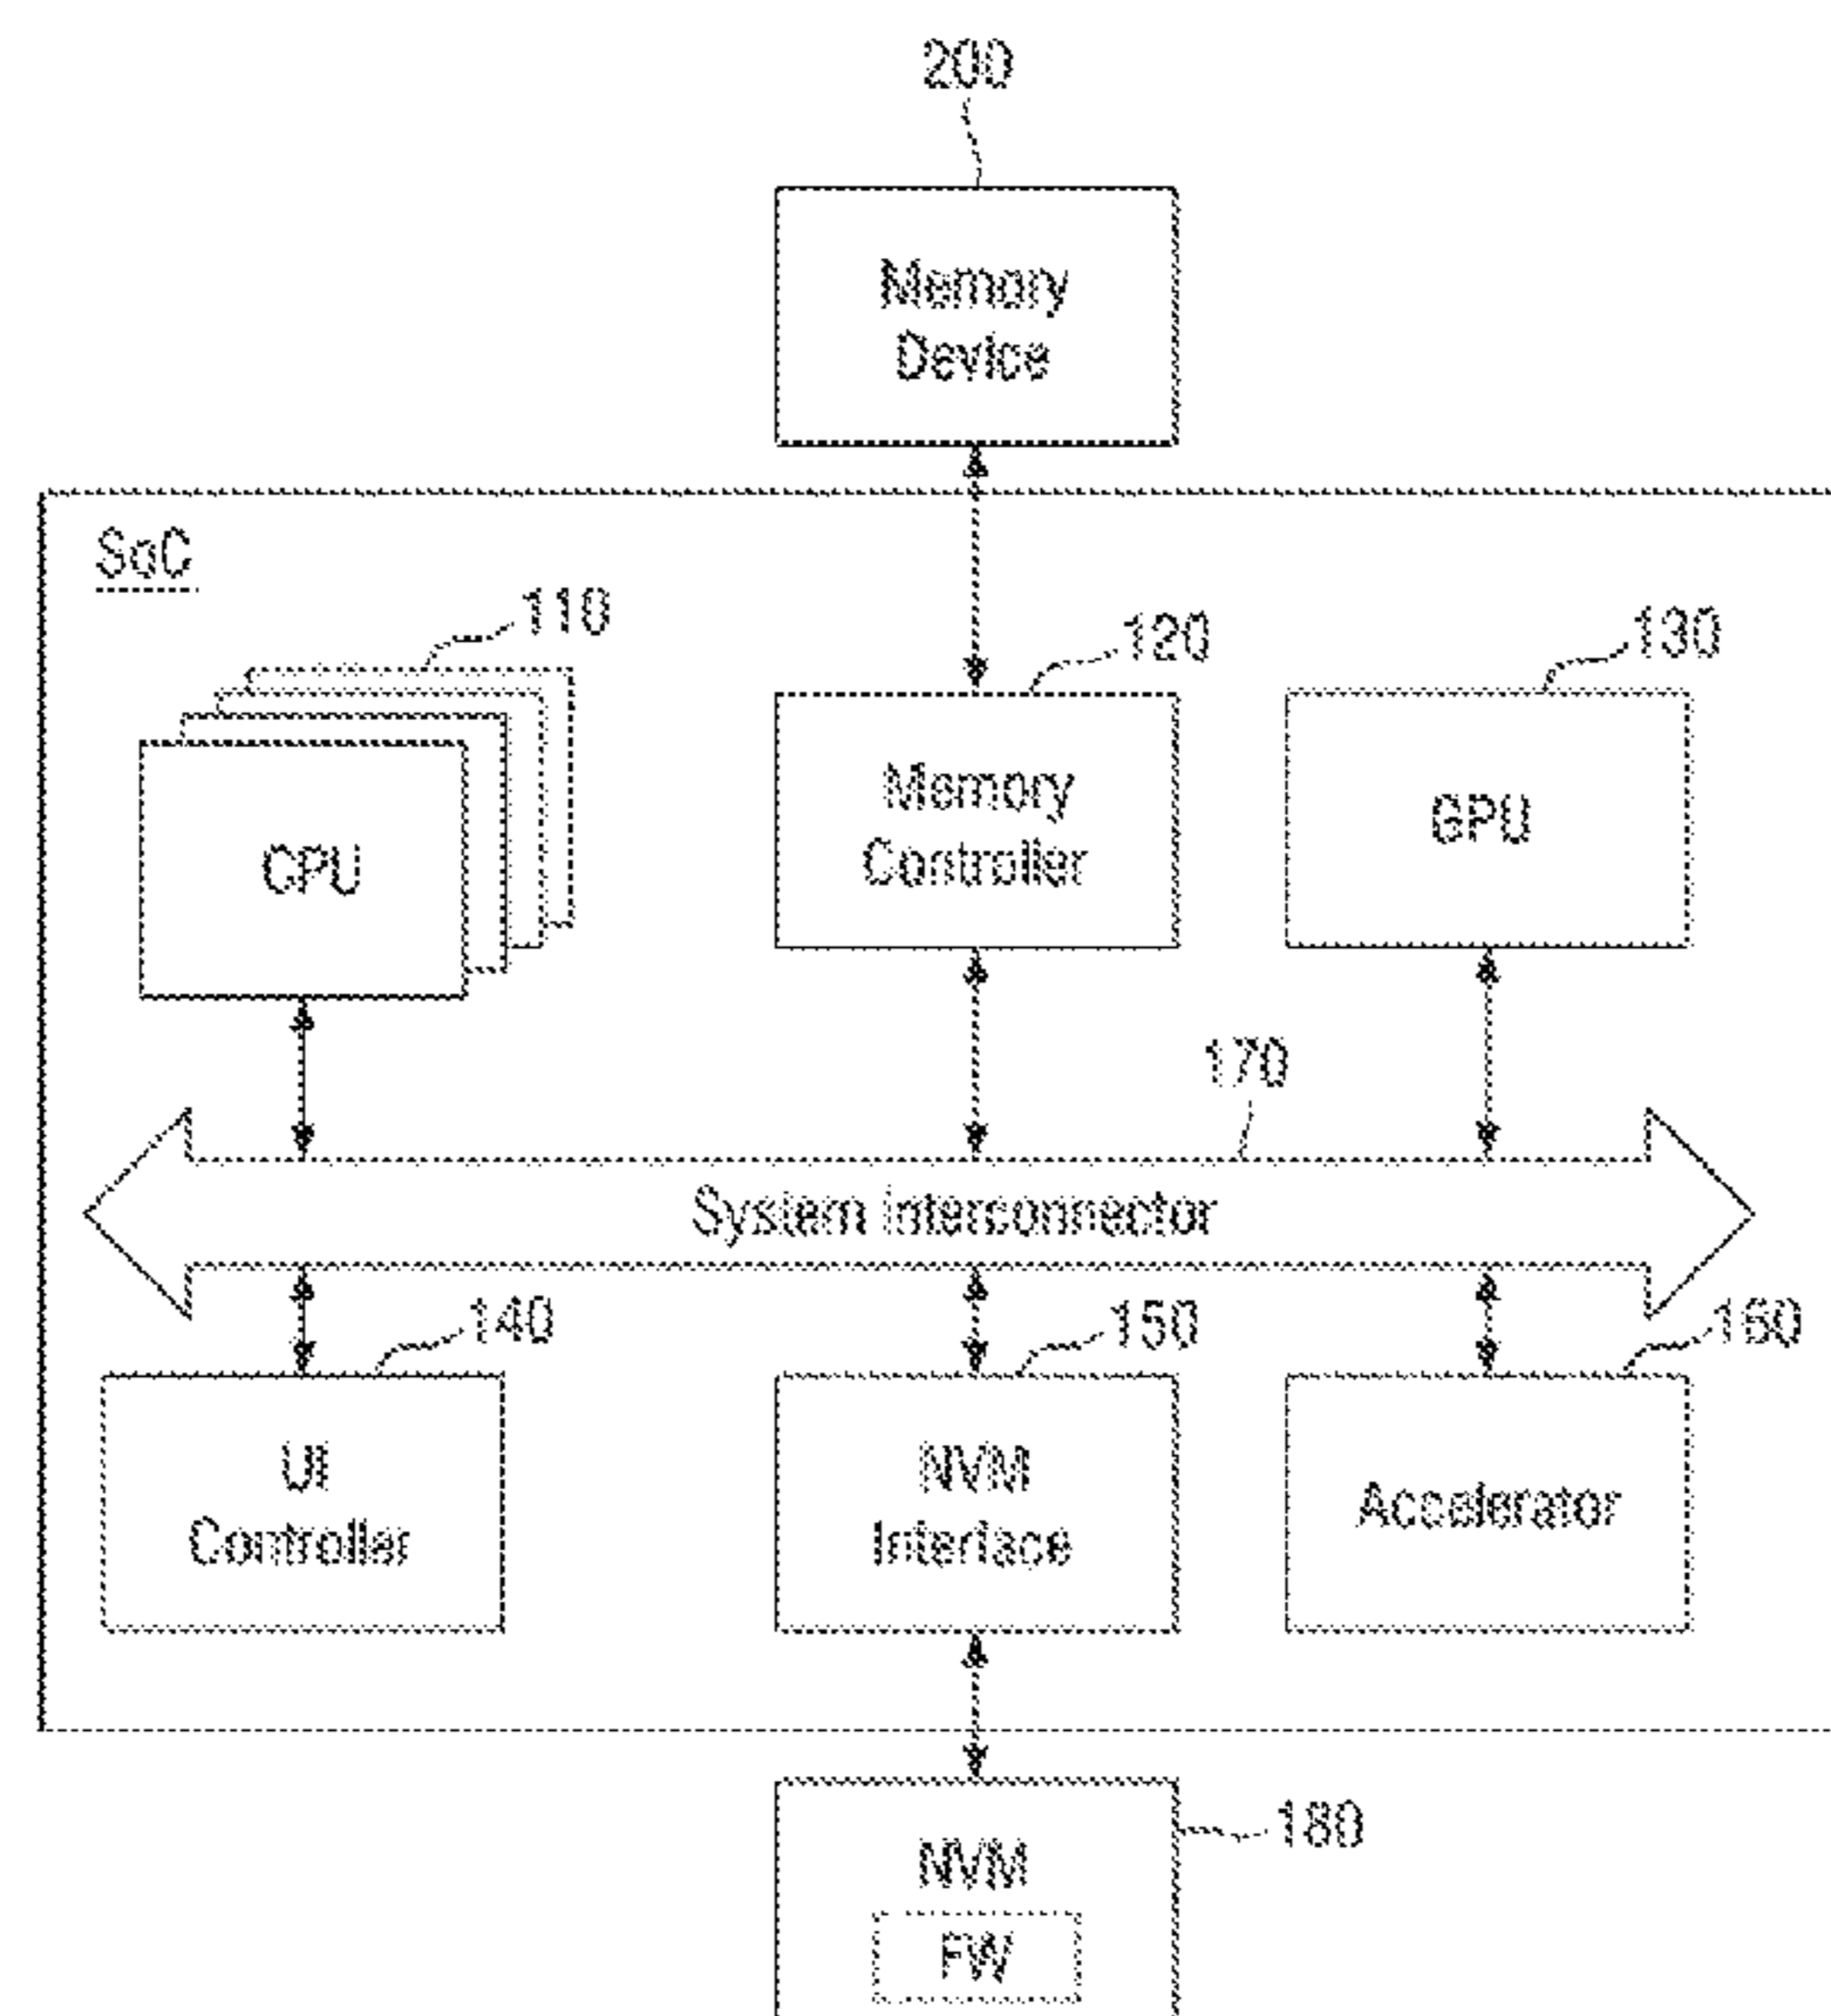 200
Memory
Device
SoC
110
120
130
CPU
Memory
Controller
GPU
170
System interconnector
140
150
160
UI
Controller
NVM
Interface
Accelerator
NVM
180
FW